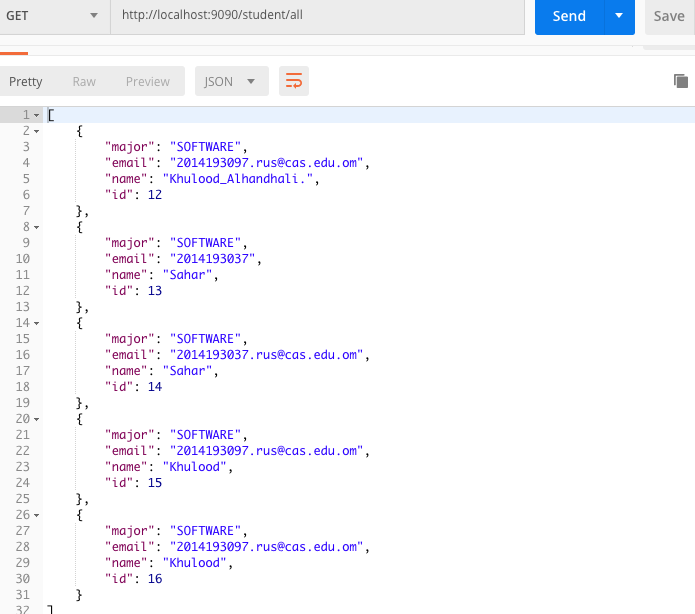 GET http://localhost:9090/student/all Send Save
Pretty Raw Preview JSON
1 [
2 {
3 "major": "SOFTWARE",
4 "email": "2014193097.rus@cas.edu.om",
5 "name": "Khulood_Alhandhali.",
6 "id": 12
7 },
8 {
9 "major": "SOFTWARE",
10 "email": "2014193037",
11 "name": "Sahar",
12 "id": 13
13 },
14 {
15 "major": "SOFTWARE",
16 "email": "2014193037.rus@cas.edu.om",
17 "name": "Sahar",
18 "id": 14
19 },
20 {
21 "major": "SOFTWARE",
22 "email": "2014193097.rus@cas.edu.om",
23 "name": "Khulood",
24 "id": 15
25 },
26 {
27 "major": "SOFTWARE",
28 "email": "2014193097.rus@cas.edu.om",
29 "name": "Khulood",
30 "id": 16
31 }
32 ]